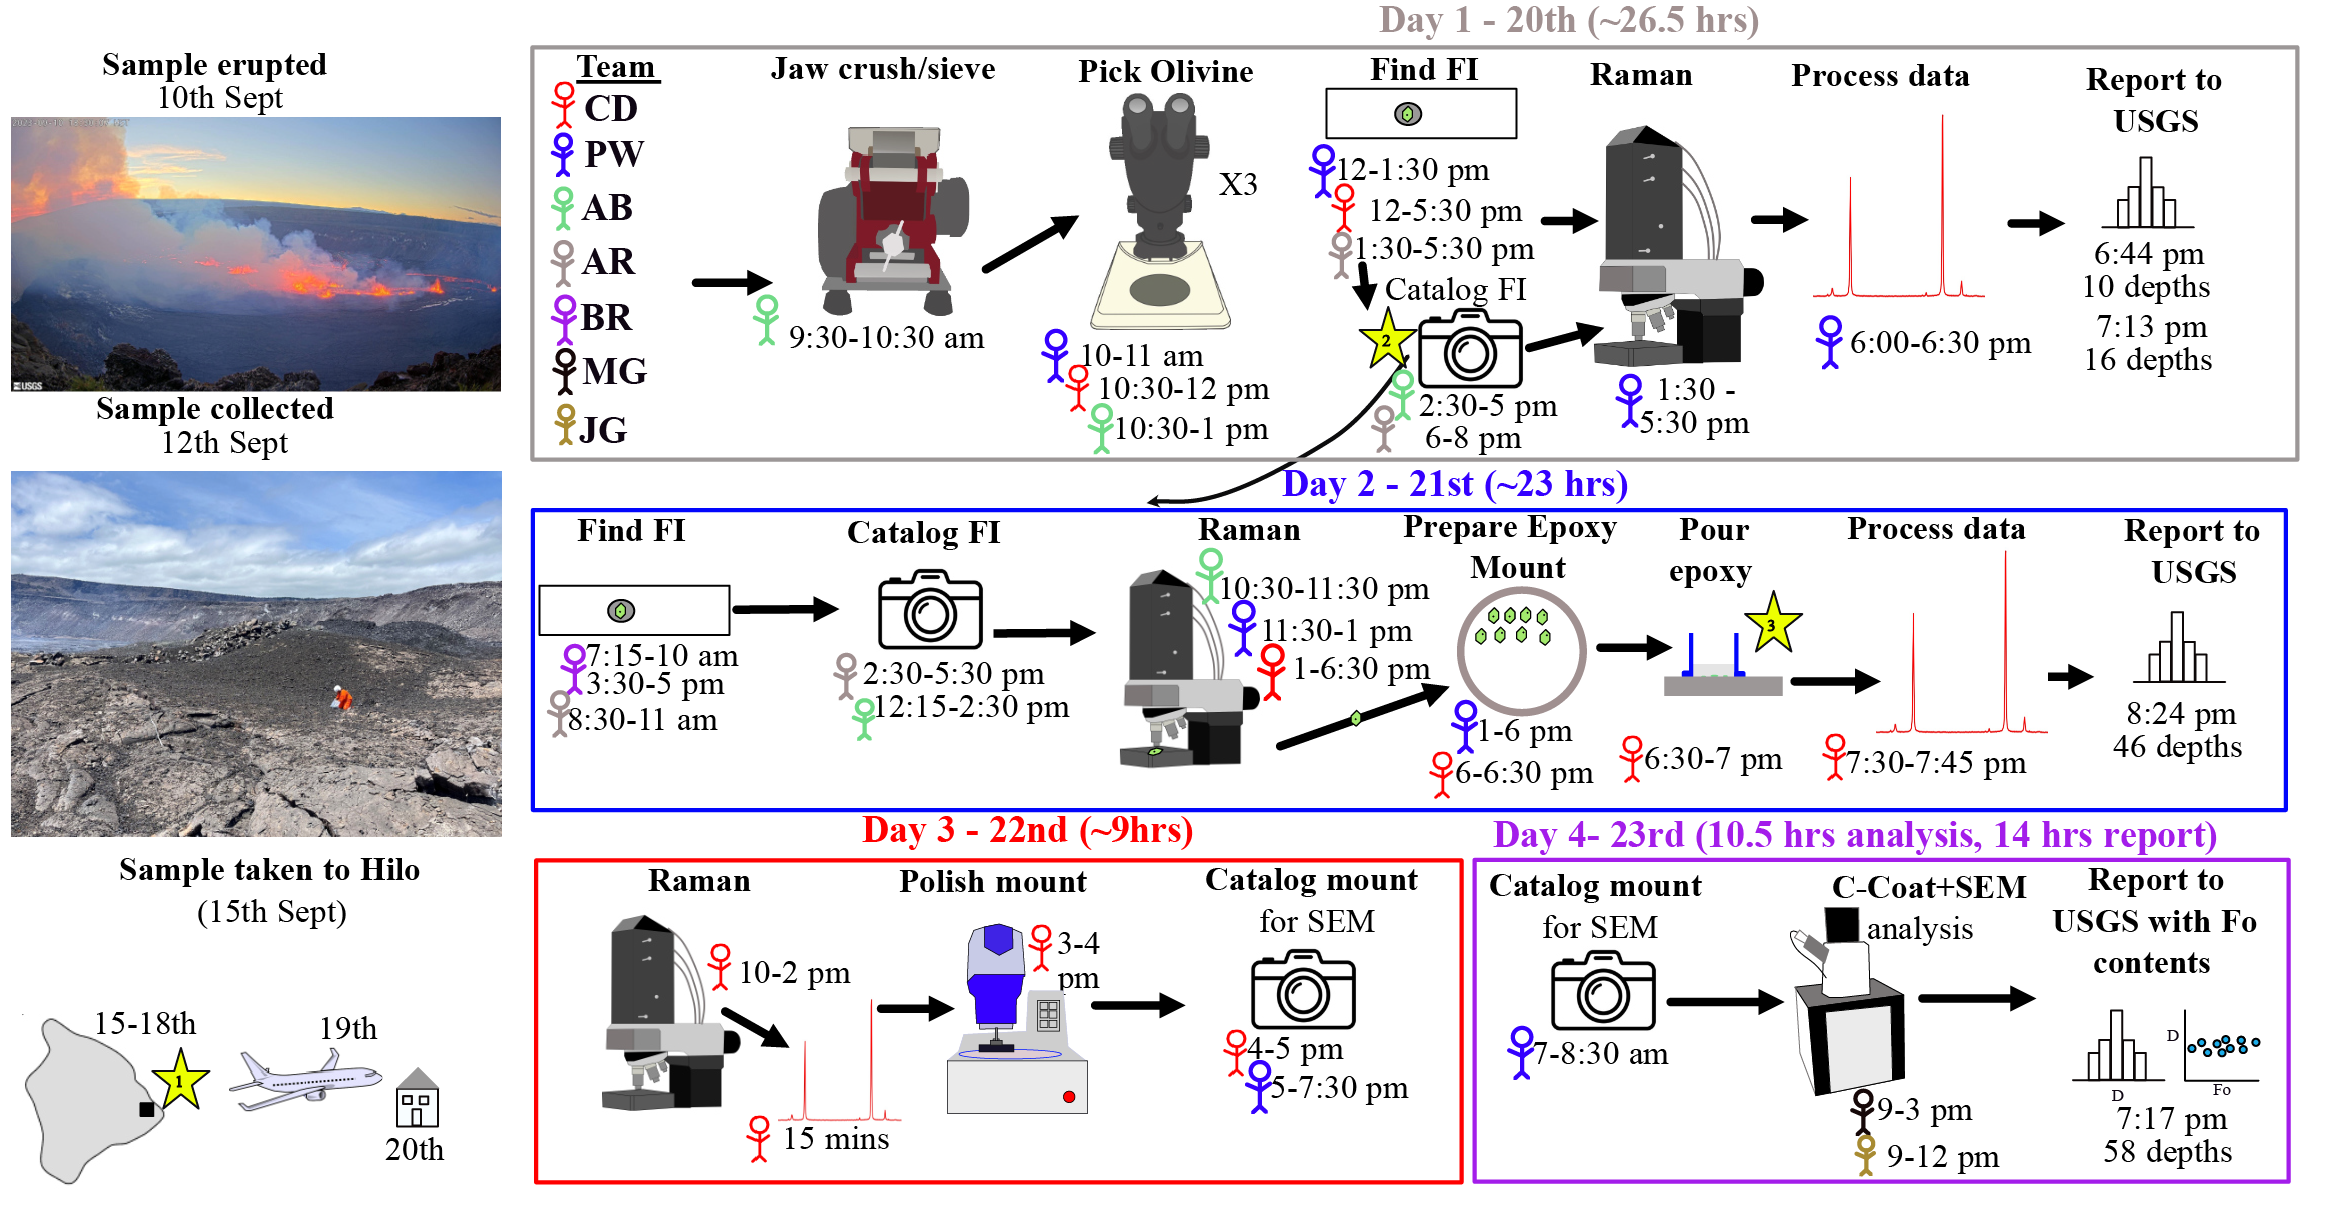 Sample erupted
10th Sept
USGS
Sample collected
12th Sept
Sample taken to Hilo
(15th Sept)
15-18th
1
19th
20th
Day 1 - 20th (~26.5 hrs)
Team
CD
PW
AB
AR
BR
MG
JG
Jaw crush/sieve
9:30-10:30 am
Pick Olivine
X3
10-11 am
10:30-12 pm
10:30-1 pm
Find FI
12-1:30 pm
12-5:30 pm
1:30-5:30 pm
Catalog FI
2
2:30-5 pm
6-8 pm
Raman
1:30 -
5:30 pm
Process data
6:00-6:30 pm
Report to
USGS
6:44 pm
10 depths
7:13 pm
16 depths
Day 2 - 21st (~23 hrs)
Find FI
7:15-10 am
3:30-5 pm
8:30-11 am
Catalog FI
2:30-5:30 pm
12:15-2:30 pm
Raman
10:30-11:30 pm
11:30-1 pm
1-6:30 pm
Prepare Epoxy
Mount
1-6 pm
6-6:30 pm
Pour
epoxy
3
6:30-7 pm
Process data
7:30-7:45 pm
Report to
USGS
8:24 pm
46 depths
Day 3 - 22nd (~9hrs)
Raman
10-2 pm
15 mins
Polish mount
3-4
pm
Catalog mount
for SEM
4-5 pm
5-7:30 pm
Day 4- 23rd (10.5 hrs analysis, 14 hrs report)
Catalog mount
for SEM
7-8:30 am
C-Coat+SEM
analysis
9-3 pm
9-12 pm
Report to
USGS with Fo
contents
D
D
Fo
7:17 pm
58 depths